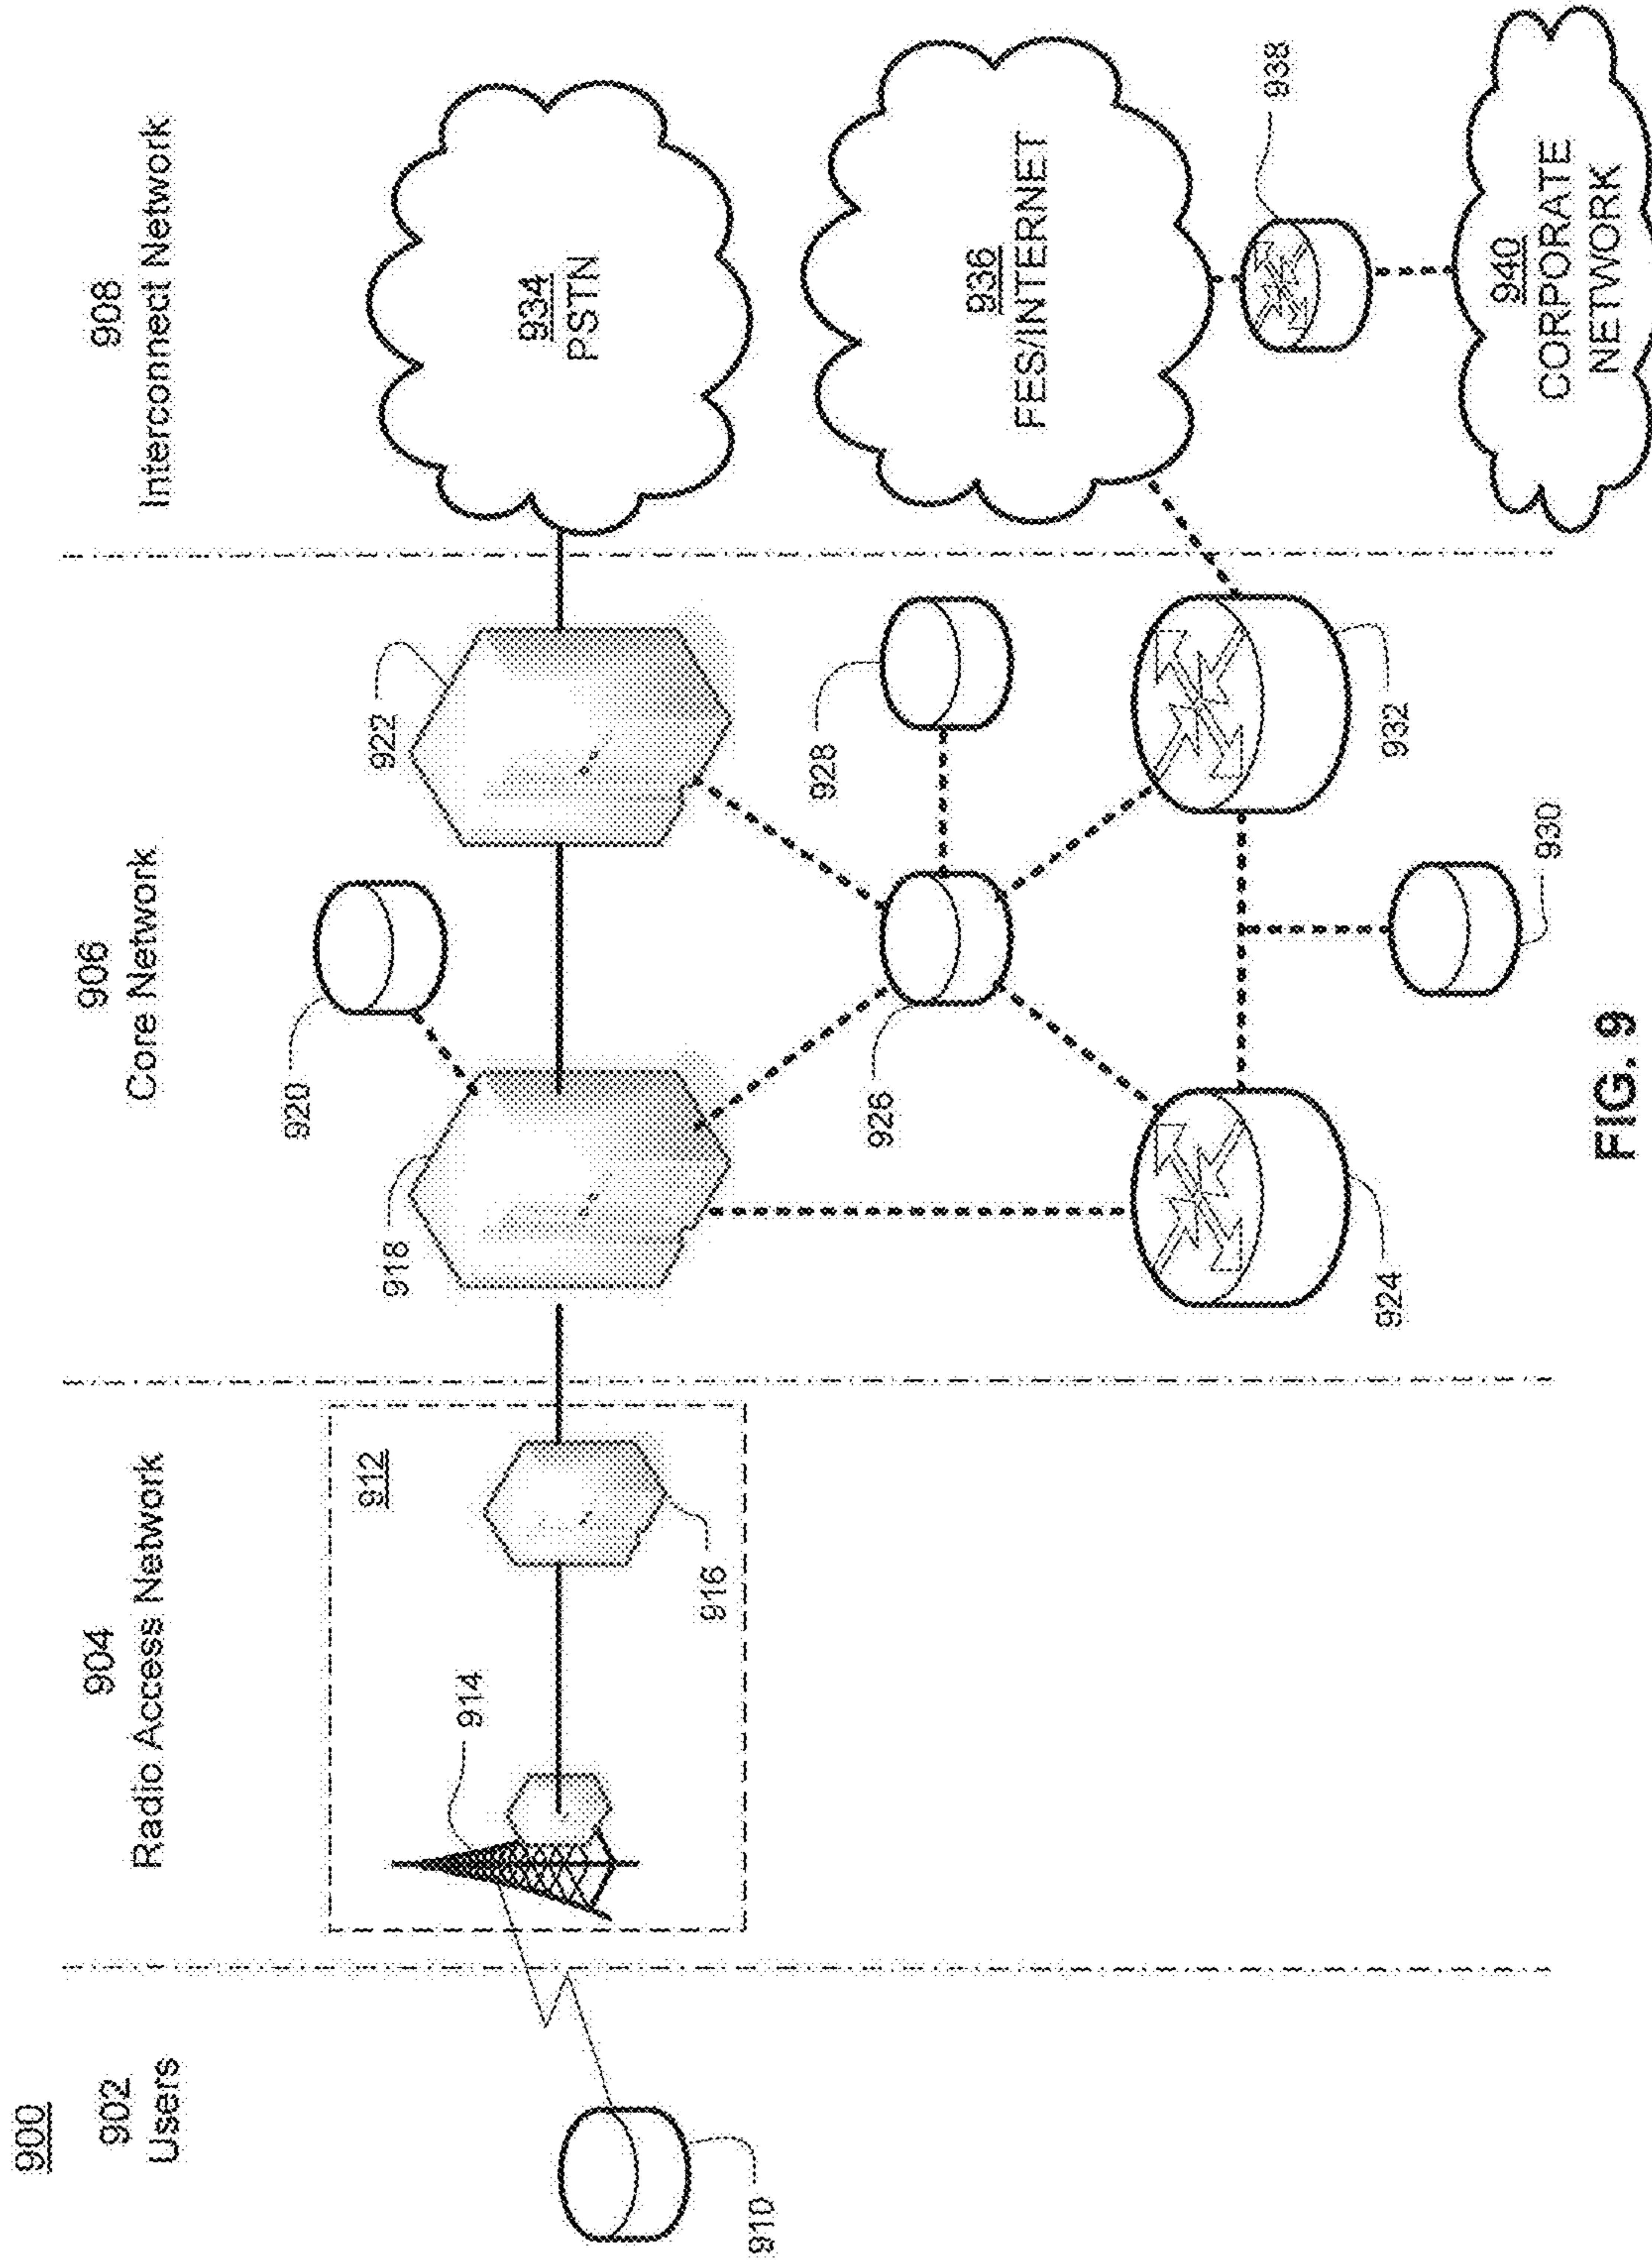 900
902
Users
904
Radio Access Network
906
Core Network
908
Interconnect Network
910
912
914
916
918
920
922
924
926
928
930
932
934
PSTN
936
FES/INTERNET
938
940
CORPORATE
NETWORK
FIG. 9